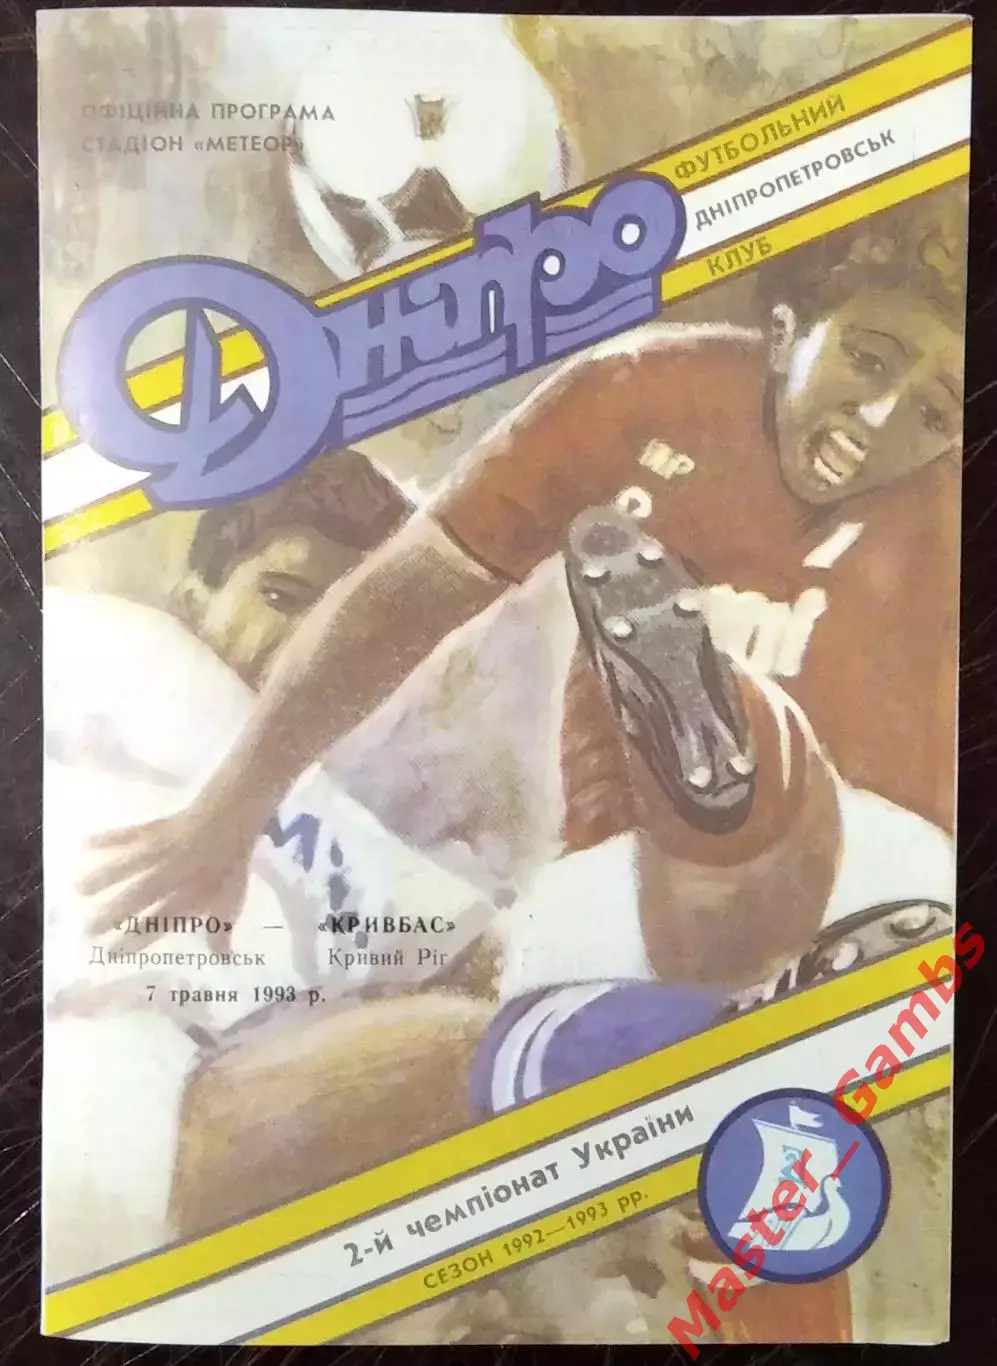 ОФІЦІЙНА ПРОГРАМА
СТАДІОН «МЕТЕОР»
ФУТБОЛЬНИЙ
ДНІПРОПЕТРОВСЬК
КЛУБ
Дніпро
«ДНІПРО» — «КРИВБАС»
Дніпропетровськ Кривий Ріг
7 травня 1993 р.
2-й чемпіонат України
СЕЗОН 1992—1993 рр.
Master_Gambs